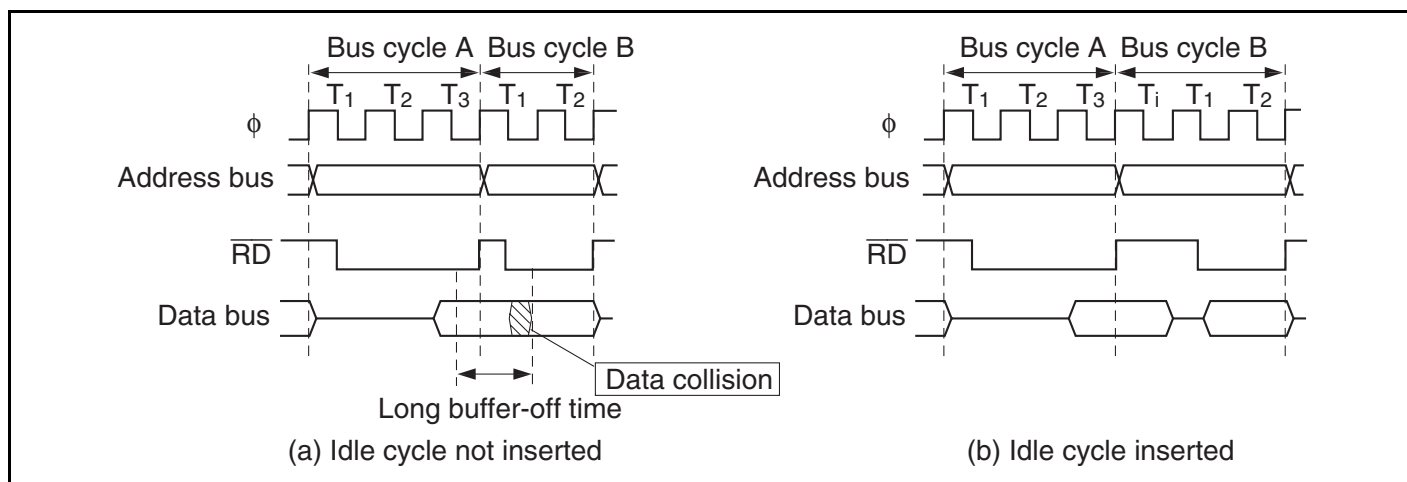 Bus cycle A Bus cycle B
T1 T2 T3 T1 T2
φ
Address bus
RD
Data bus
Data collision
Long buffer-off time
(a) Idle cycle not inserted
Bus cycle A Bus cycle B
T1 T2 T3 Ti T1 T2
φ
Address bus
RD
Data bus
(b) Idle cycle inserted